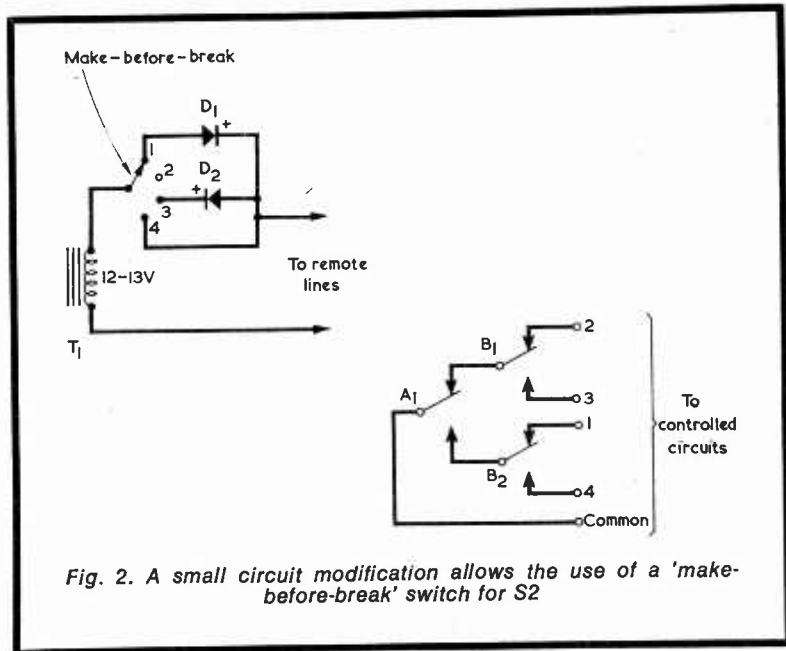 Make-before-break
D1
+
1
2
D2
+
3
4
12-13V
To remote
lines
T1
2
B1
A1
3
To
controlled
circuits
1
B2
4
Common
Fig. 2. A small circuit modification allows the use of a 'make-
before-break' switch for S2